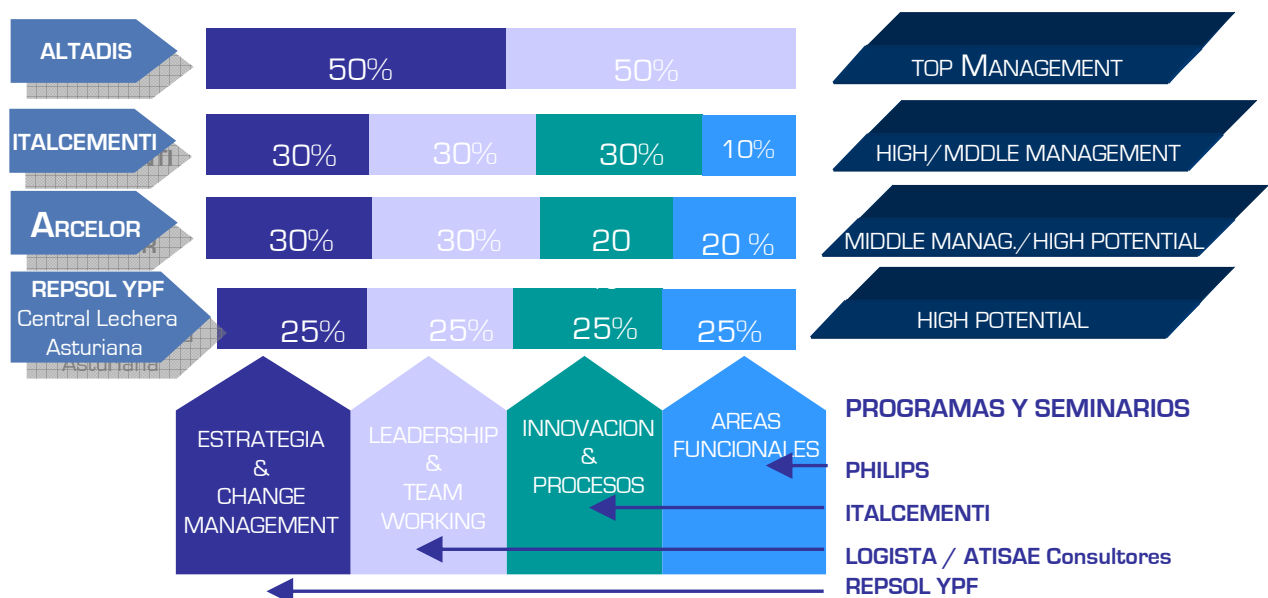 ALTADIS
50%
50%
TOP MANAGEMENT
ITALCEMENTI
30%
30%
30%
10%
HIGH/MDDLE MANAGEMENT
ARCELOR
30%
30%
20
20 %
MIDDLE MANAG./HIGH POTENTIAL
REPSOL YPF
Central Lechera
Asturiana
25%
25%
25%
25%
HIGH POTENTIAL
ESTRATEGIA
&
CHANGE
MANAGEMENT
LEADERSHIP
&
TEAM
WORKING
INNOVACION
&
PROCESOS
AREAS
FUNCIONALES
PROGRAMAS Y SEMINARIOS
PHILIPS
ITALCEMENTI
LOGISTA / ATISAE Consultores
REPSOL YPF